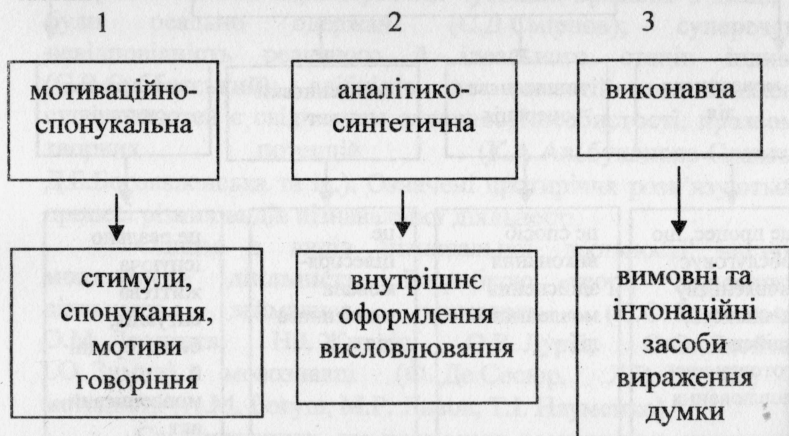 1
2
3
мотиваційно-
спонукальна
аналітико-
синтетична
виконавча
стимули,
спонукання,
мотиви
говоріння
внутрішнє
оформлення
висловлювання
вимовні та
інтонаційні
засоби
вираження
думки